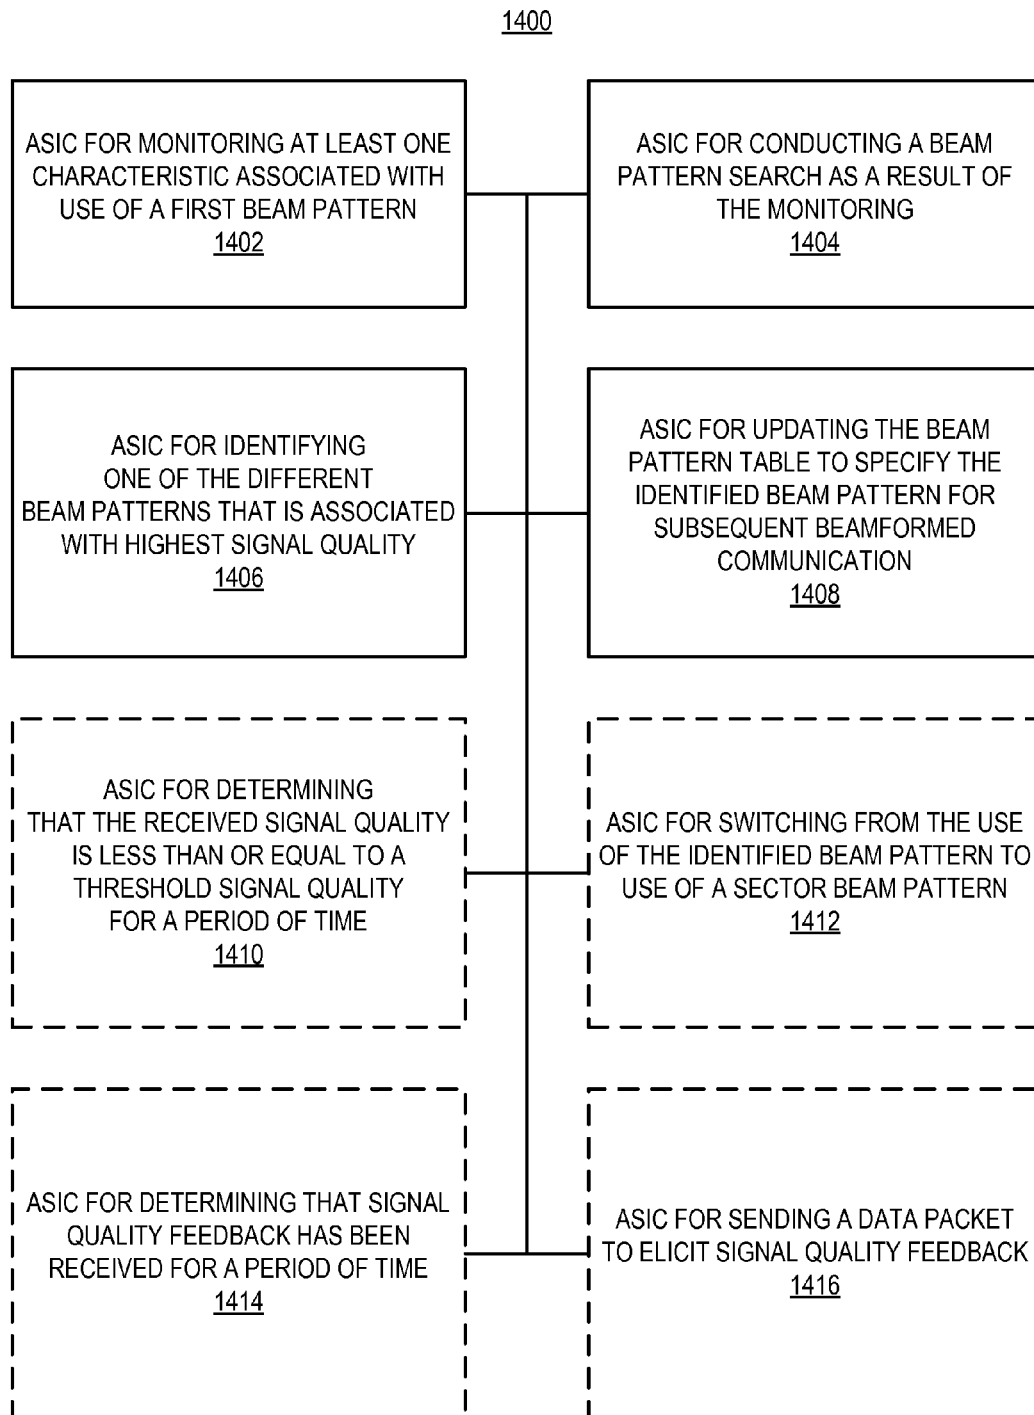 1400
ASIC FOR MONITORING AT LEAST ONE
CHARACTERISTIC ASSOCIATED WITH
USE OF A FIRST BEAM PATTERN
1402
ASIC FOR CONDUCTING A BEAM
PATTERN SEARCH AS A RESULT OF
THE MONITORING
1404
ASIC FOR IDENTIFYING
ONE OF THE DIFFERENT
BEAM PATTERNS THAT IS ASSOCIATED
WITH HIGHEST SIGNAL QUALITY
1406
ASIC FOR UPDATING THE BEAM
PATTERN TABLE TO SPECIFY THE
IDENTIFIED BEAM PATTERN FOR
SUBSEQUENT BEAMFORMED
COMMUNICATION
1408
ASIC FOR DETERMINING
THAT THE RECEIVED SIGNAL QUALITY
IS LESS THAN OR EQUAL TO A
THRESHOLD SIGNAL QUALITY
FOR A PERIOD OF TIME
1410
ASIC FOR SWITCHING FROM THE USE
OF THE IDENTIFIED BEAM PATTERN TO
USE OF A SECTOR BEAM PATTERN
1412
ASIC FOR DETERMINING THAT SIGNAL
QUALITY FEEDBACK HAS BEEN
RECEIVED FOR A PERIOD OF TIME
1414
ASIC FOR SENDING A DATA PACKET
TO ELICIT SIGNAL QUALITY FEEDBACK
1416